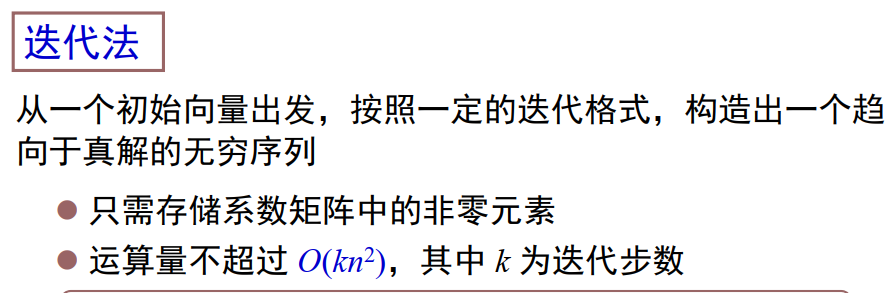 迭代法
从一个初始向量出发，按照一定的迭代格式，构造出一个趋
向于真解的无穷序列
● 只需存储系数矩阵中的非零元素
● 运算量不超过 O(kn²)，其中 k 为迭代步数